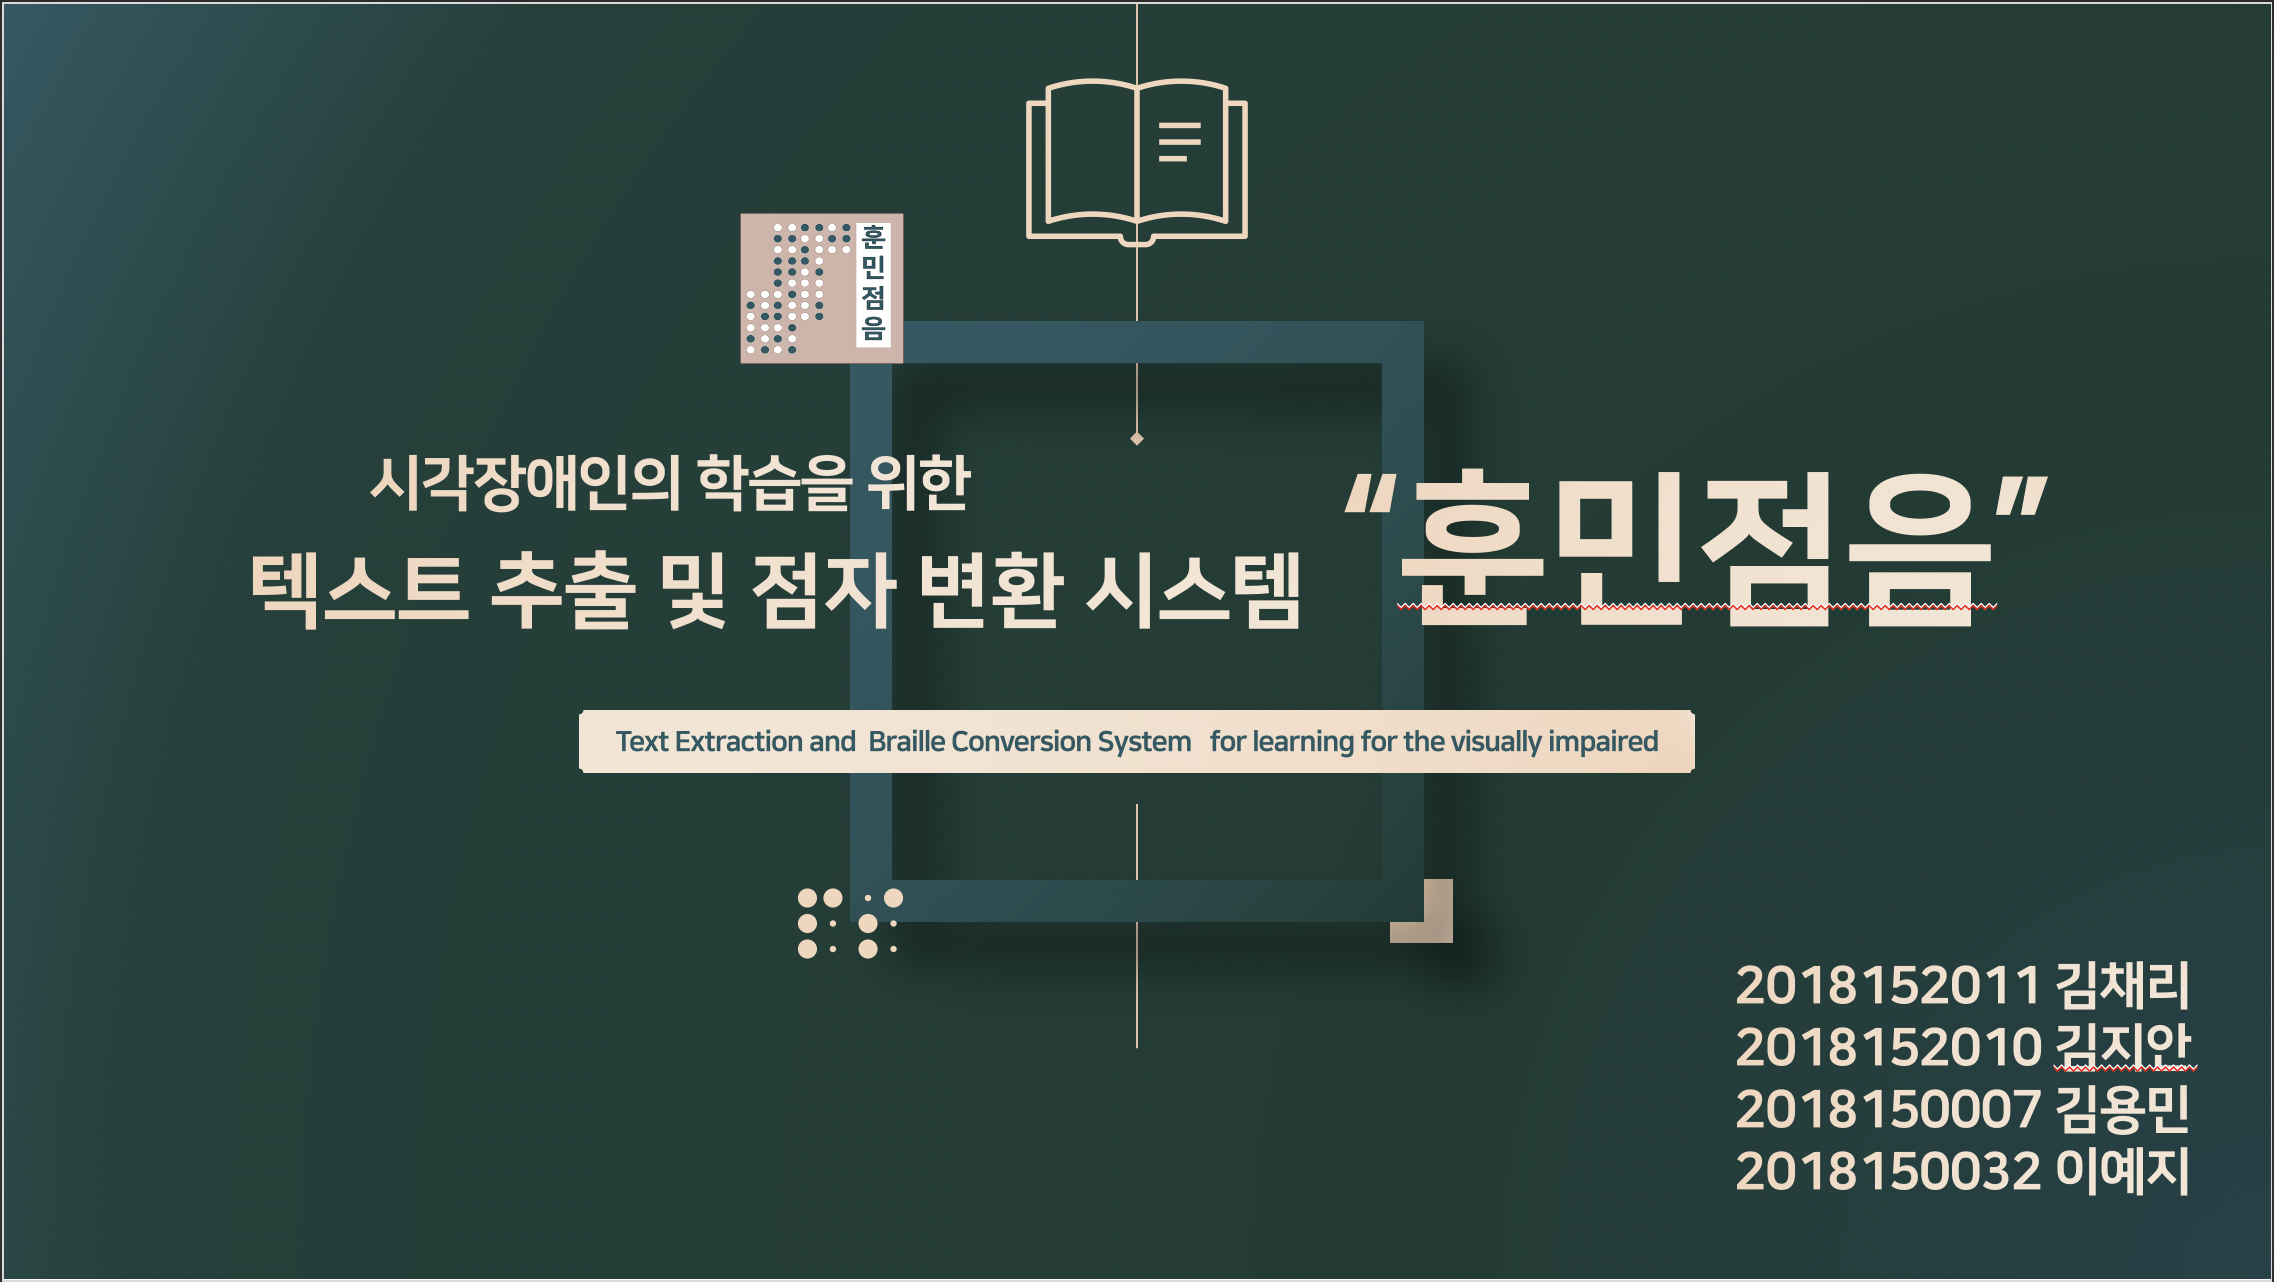 훈민점음
시각장애인의 학습을 위한
텍스트 추출 및 점자 변환 시스템
“훈민점음”
Text Extraction and Braille Conversion System for learning for the visually impaired
2018152011 김채리
2018152010 김지안
2018150007 김용민
2018150032 이예지